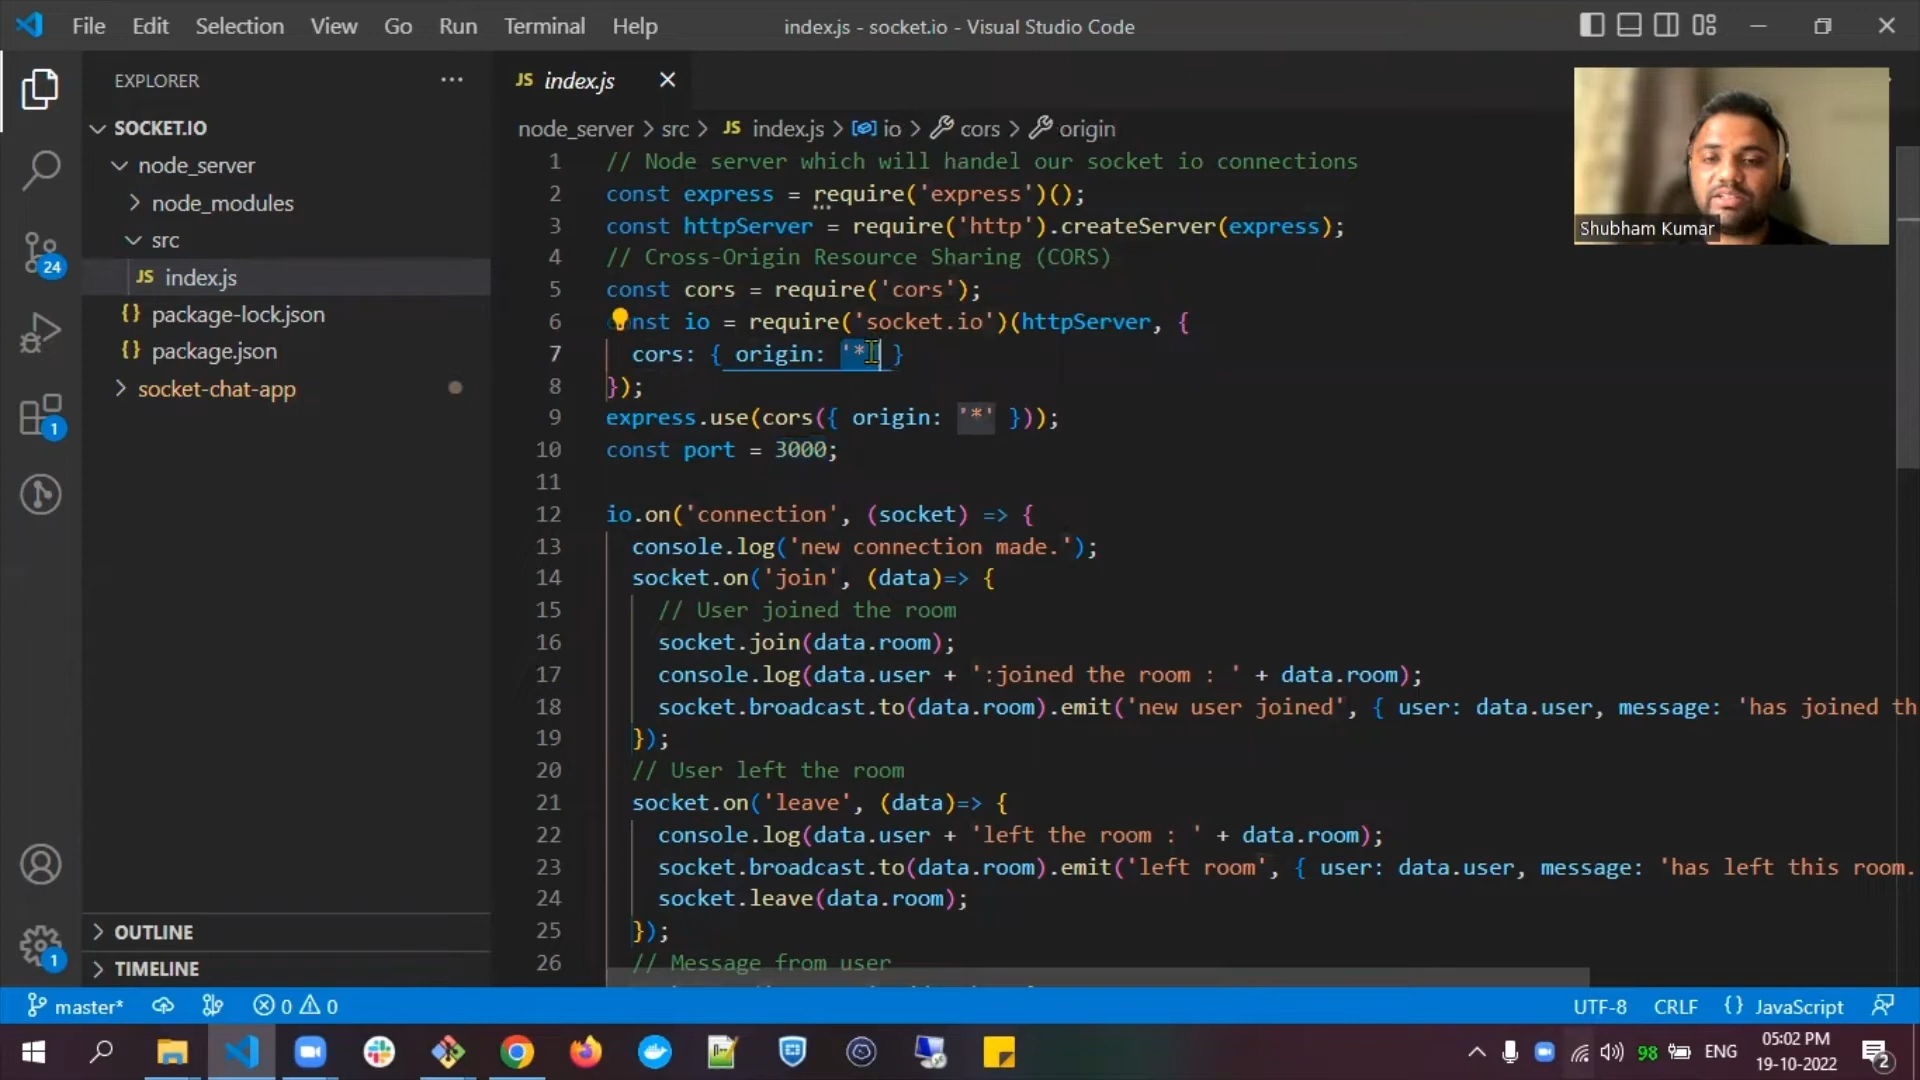 File Edit Selection View Go Run Terminal Help index.js - socket.io - Visual Studio Code
EXPLORER
SOCKET.IO
node_server
node_modules
src
JS index.js
{} package-lock.json
{} package.json
socket-chat-app
OUTLINE
TIMELINE
24
1
1
JS index.js
node_server > src > JS index.js > io > cors > origin
1 // Node server which will handel our socket io connections
2 const express = require('express')();
3 const httpServer = require('http').createServer(express);
4 // Cross-Origin Resource Sharing (CORS)
5 const cors = require('cors');
6 nst io = require('socket.io')(httpServer, {
7 cors: { origin: '*' }
8 });
9 express.use(cors({ origin: '*' }));
10 const port = 3000;
11
12 io.on('connection', (socket) => {
13 console.log('new connection made.');
14 socket.on('join', (data)=> {
15 // User joined the room
16 socket.join(data.room);
17 console.log(data.user + ':joined the room : ' + data.room);
18 socket.broadcast.to(data.room).emit('new user joined', { user: data.user, message: 'has joined th
19 });
20 // User left the room
21 socket.on('leave', (data)=> {
22 console.log(data.user + 'left the room : ' + data.room);
23 socket.broadcast.to(data.room).emit('left room', { user: data.user, message: 'has left this room.
24 socket.leave(data.room);
25 });
26 // Message from user
Shubham Kumar
master* 0 0 UTF-8 CRLF {} JavaScript
98 ENG 05:02 PM
19-10-2022
2